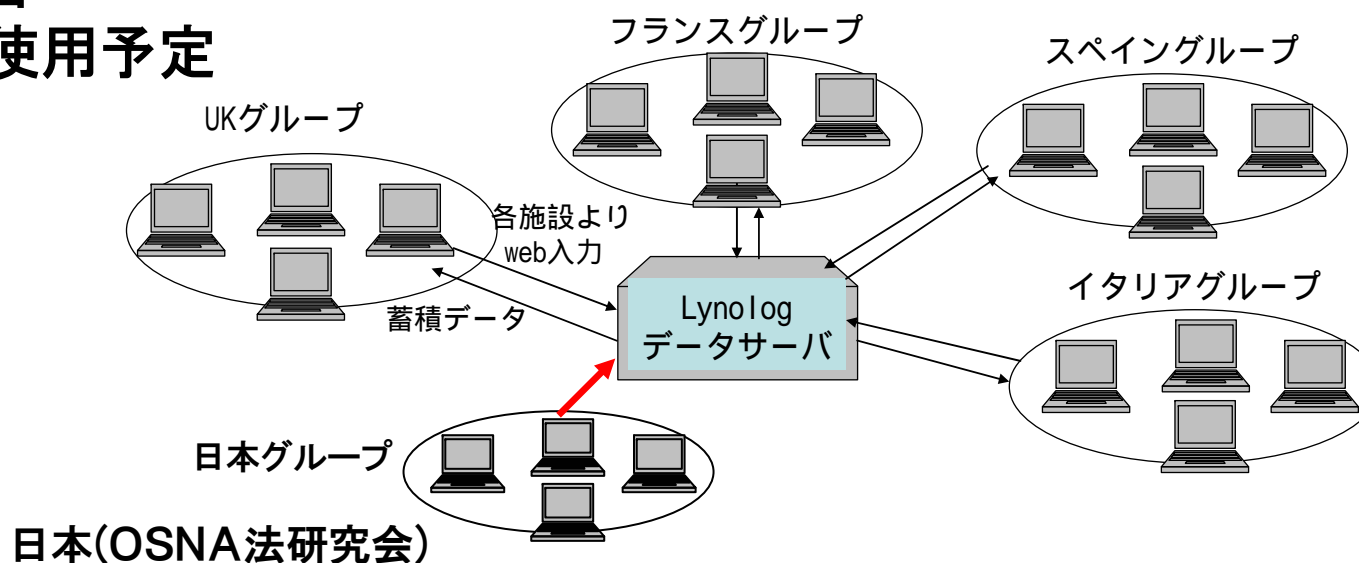 使用予定
フランスグループ
スペイングループ
UKグループ
各施設より
web入力
蓄積データ
Lynolog
データサーバ
イタリアグループ
日本グループ
日本(OSNA法研究会)